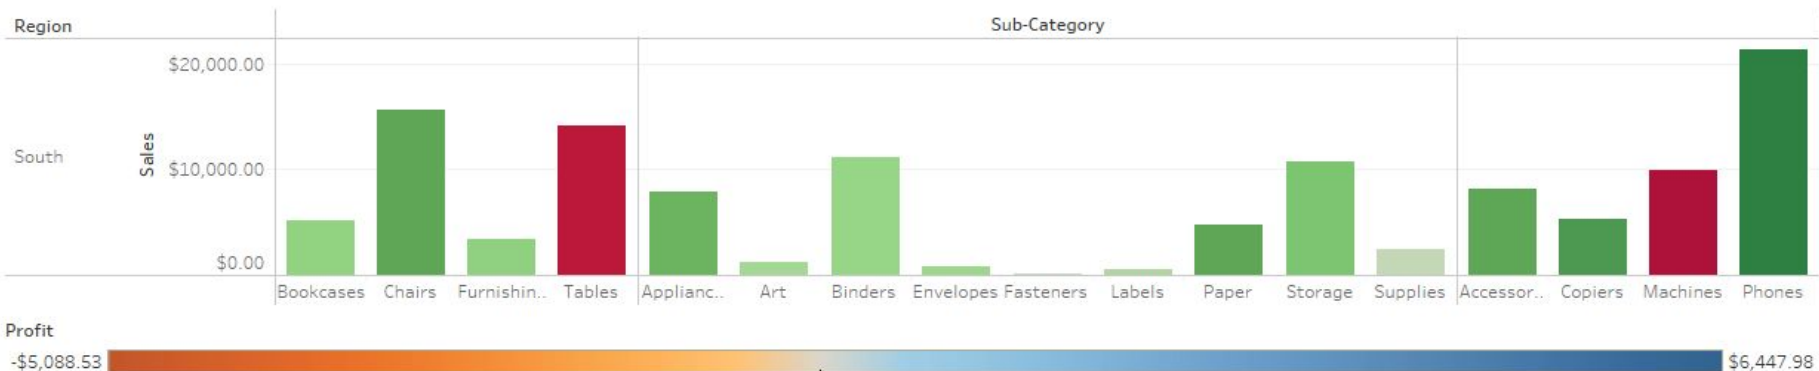 Region
Sub-Category
$20,000.00
South
Sales
$10,000.00
$0.00
Bookcases Chairs Furnishin.. Tables Applianc.. Art Binders Envelopes Fasteners Labels Paper Storage Supplies Accessor.. Copiers Machines Phones
Profit
-$5,088.53 $6,447.98